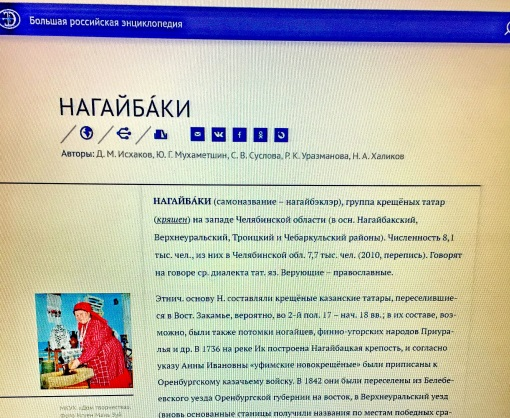 Большая российская энциклопедия
НАГАЙБА́КИ
Авторы: Д. М. Исхаков, Ю. Г. Мухаметшин, С. В. Суслова, Р. К. Уразманова, Н. А. Халиков
НАГАЙБА́КИ (самоназвание – нагайбэклэр), группа крещёных татар
(кряшен) на западе Челябинской области (в осн. Нагайбакский,
Верхнеуральский, Троицкий и Чебаркульский районы). Численность 8,1
тыс. чел., из них в Челябинской обл. 7,7 тыс. чел. (2010, перепись). Говорят
на говоре ср. диалекта тат. яз. Верующие – православные.
Этнич. основу Н. составляли крещёные казанские татары, переселившие-
ся в Вост. Закамье, вероятно, во 2-й пол. 17 – нач. 18 вв.; в их составе, воз-
можно, были также потомки ногайцев, финно-угорских народов Приура-
лья и др. В 1736 на реке Ик построена Нагайбацкая крепость, и согласно
указу Анны Ивановны «уфимские новокрещёные» были приписаны к
Оренбургскому казачьему войску. В 1842 они были переселены из Белебе-
евского уезда Оренбургской губернии на восток, в Верхнеуральский уезд
(вновь основанные станицы получили названия по местам победных сра-